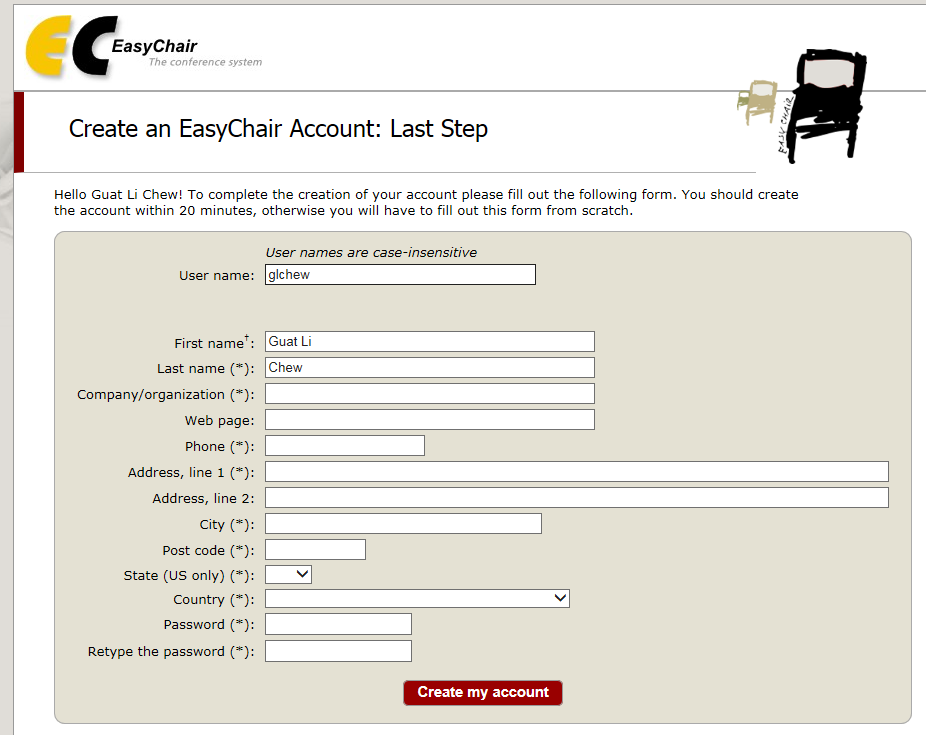 EC EasyChair
The conference system
EASY CHAIR
Create an EasyChair Account: Last Step
Hello Guat Li Chew! To complete the creation of your account please fill out the following form. You should create
the account within 20 minutes, otherwise you will have to fill out this form from scratch.
User names are case-insensitive
User name: glchew
First name†: Guat Li
Last name (*): Chew
Company/organization (*):
Web page:
Phone (*):
Address, line 1 (*):
Address, line 2:
City (*):
Post code (*):
State (US only) (*):
Country (*):
Password (*):
Retype the password (*):
Create my account